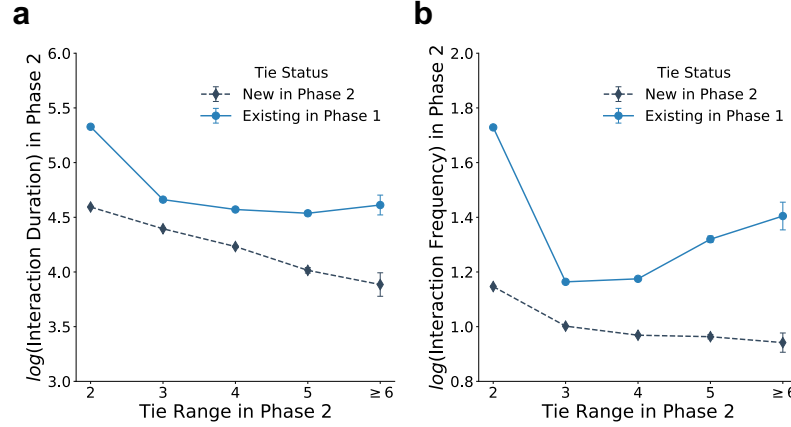 a
log(Interaction Duration) in Phase 2
6.0
5.5
5.0
4.5
4.0
3.5
3.0
Tie Status
New in Phase 2
Existing in Phase 1
2
3
4
5
≥ 6
Tie Range in Phase 2
b
log(Interaction Frequency) in Phase 2
2.0
1.8
1.6
1.4
1.2
1.0
0.8
Tie Status
New in Phase 2
Existing in Phase 1
2
3
4
5
≥ 6
Tie Range in Phase 2